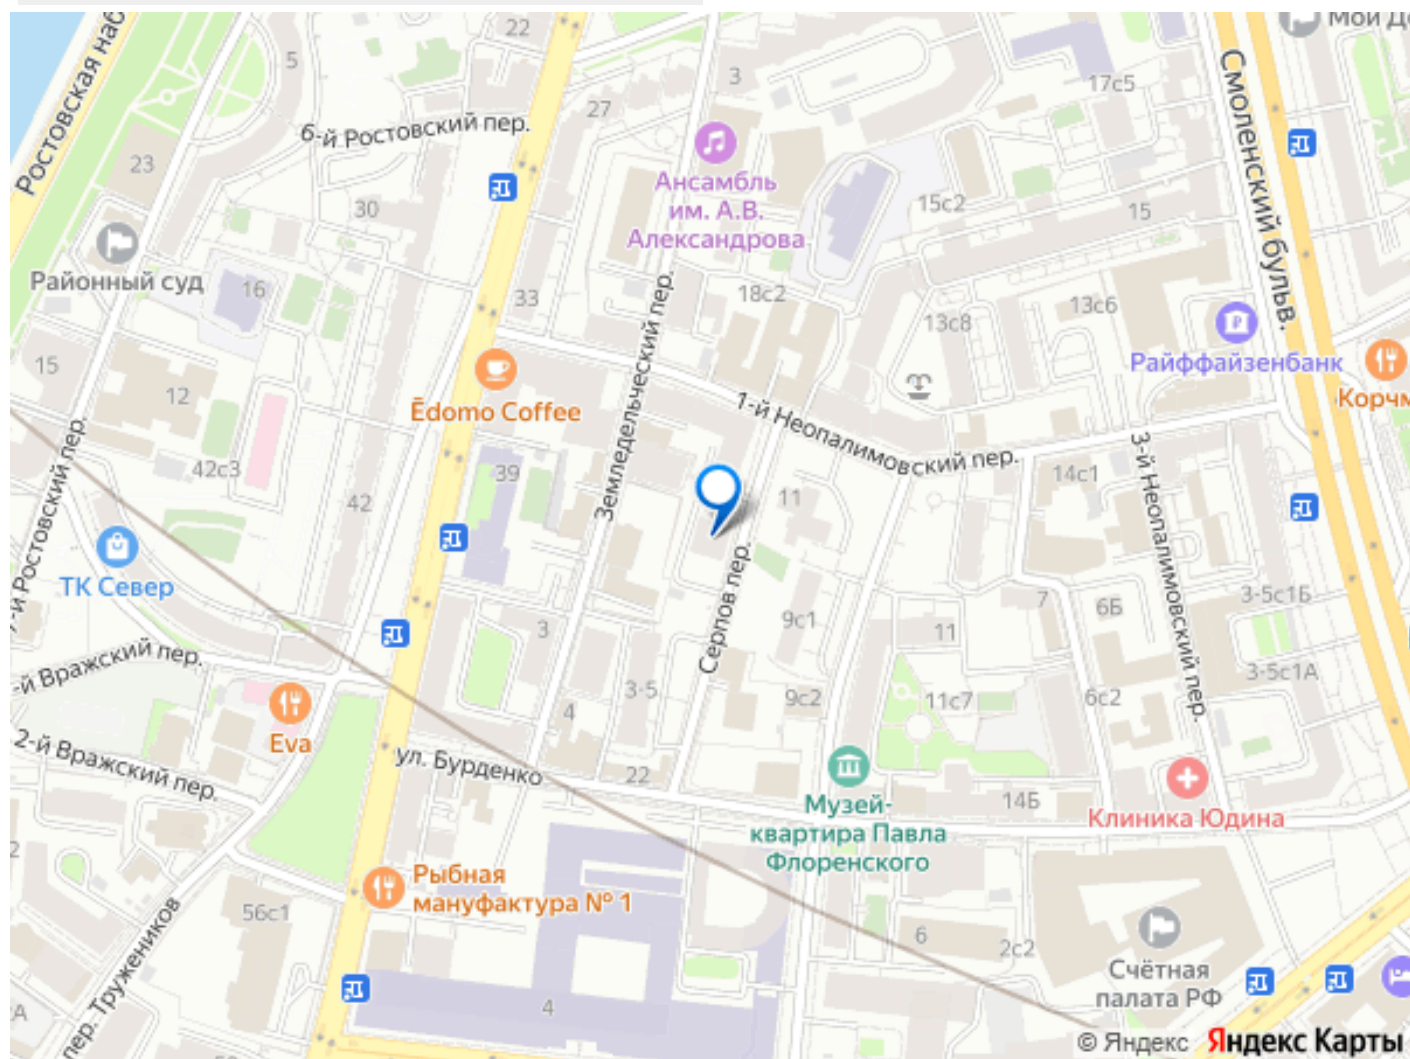 Мой Д
22
5
3
17с5
27
Ростовская наб
6-й Ростовский пер.
Смоленский бульв.
23
Ансамбль
им. А.В.
Александрова
30
15с2
15
Районный суд
16
33
18с2
13с8
13с6
Земледельческий пер.
Райффайзенбанк
15
12
Ēdomo Coffee
Корчм
1-й Неопалимовский пер.
42с3
39
14с1
3-й Неопалимовский пер.
42
11
-й Ростовский пер.
ТК Север
Серпов пер.
9с1
7
6Б
3-5с1Б
3
11
-й Вражский пер.
3-5
9с2
11с7
6с2
3-5с1А
4
Eva
2-й Вражский пер.
ул. Бурденко
22
14Б
Музей-
квартира Павла
Флоренского
Клиника Юдина
2
Рыбная
мануфактура № 1
56с1
6
2с2
Счётная
палата РФ
пер. Тружеников
А
4
© Яндекс Яндекс Карты